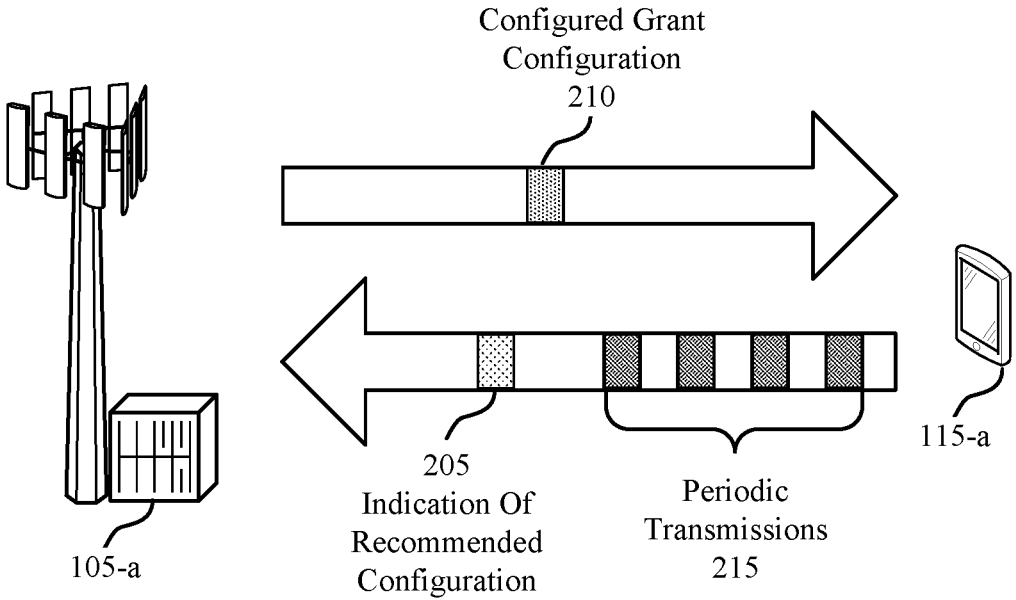 Configured Grant
Configuration
210
115-a
205
Indication Of
Recommended
Configuration
Periodic
Transmissions
215
105-a